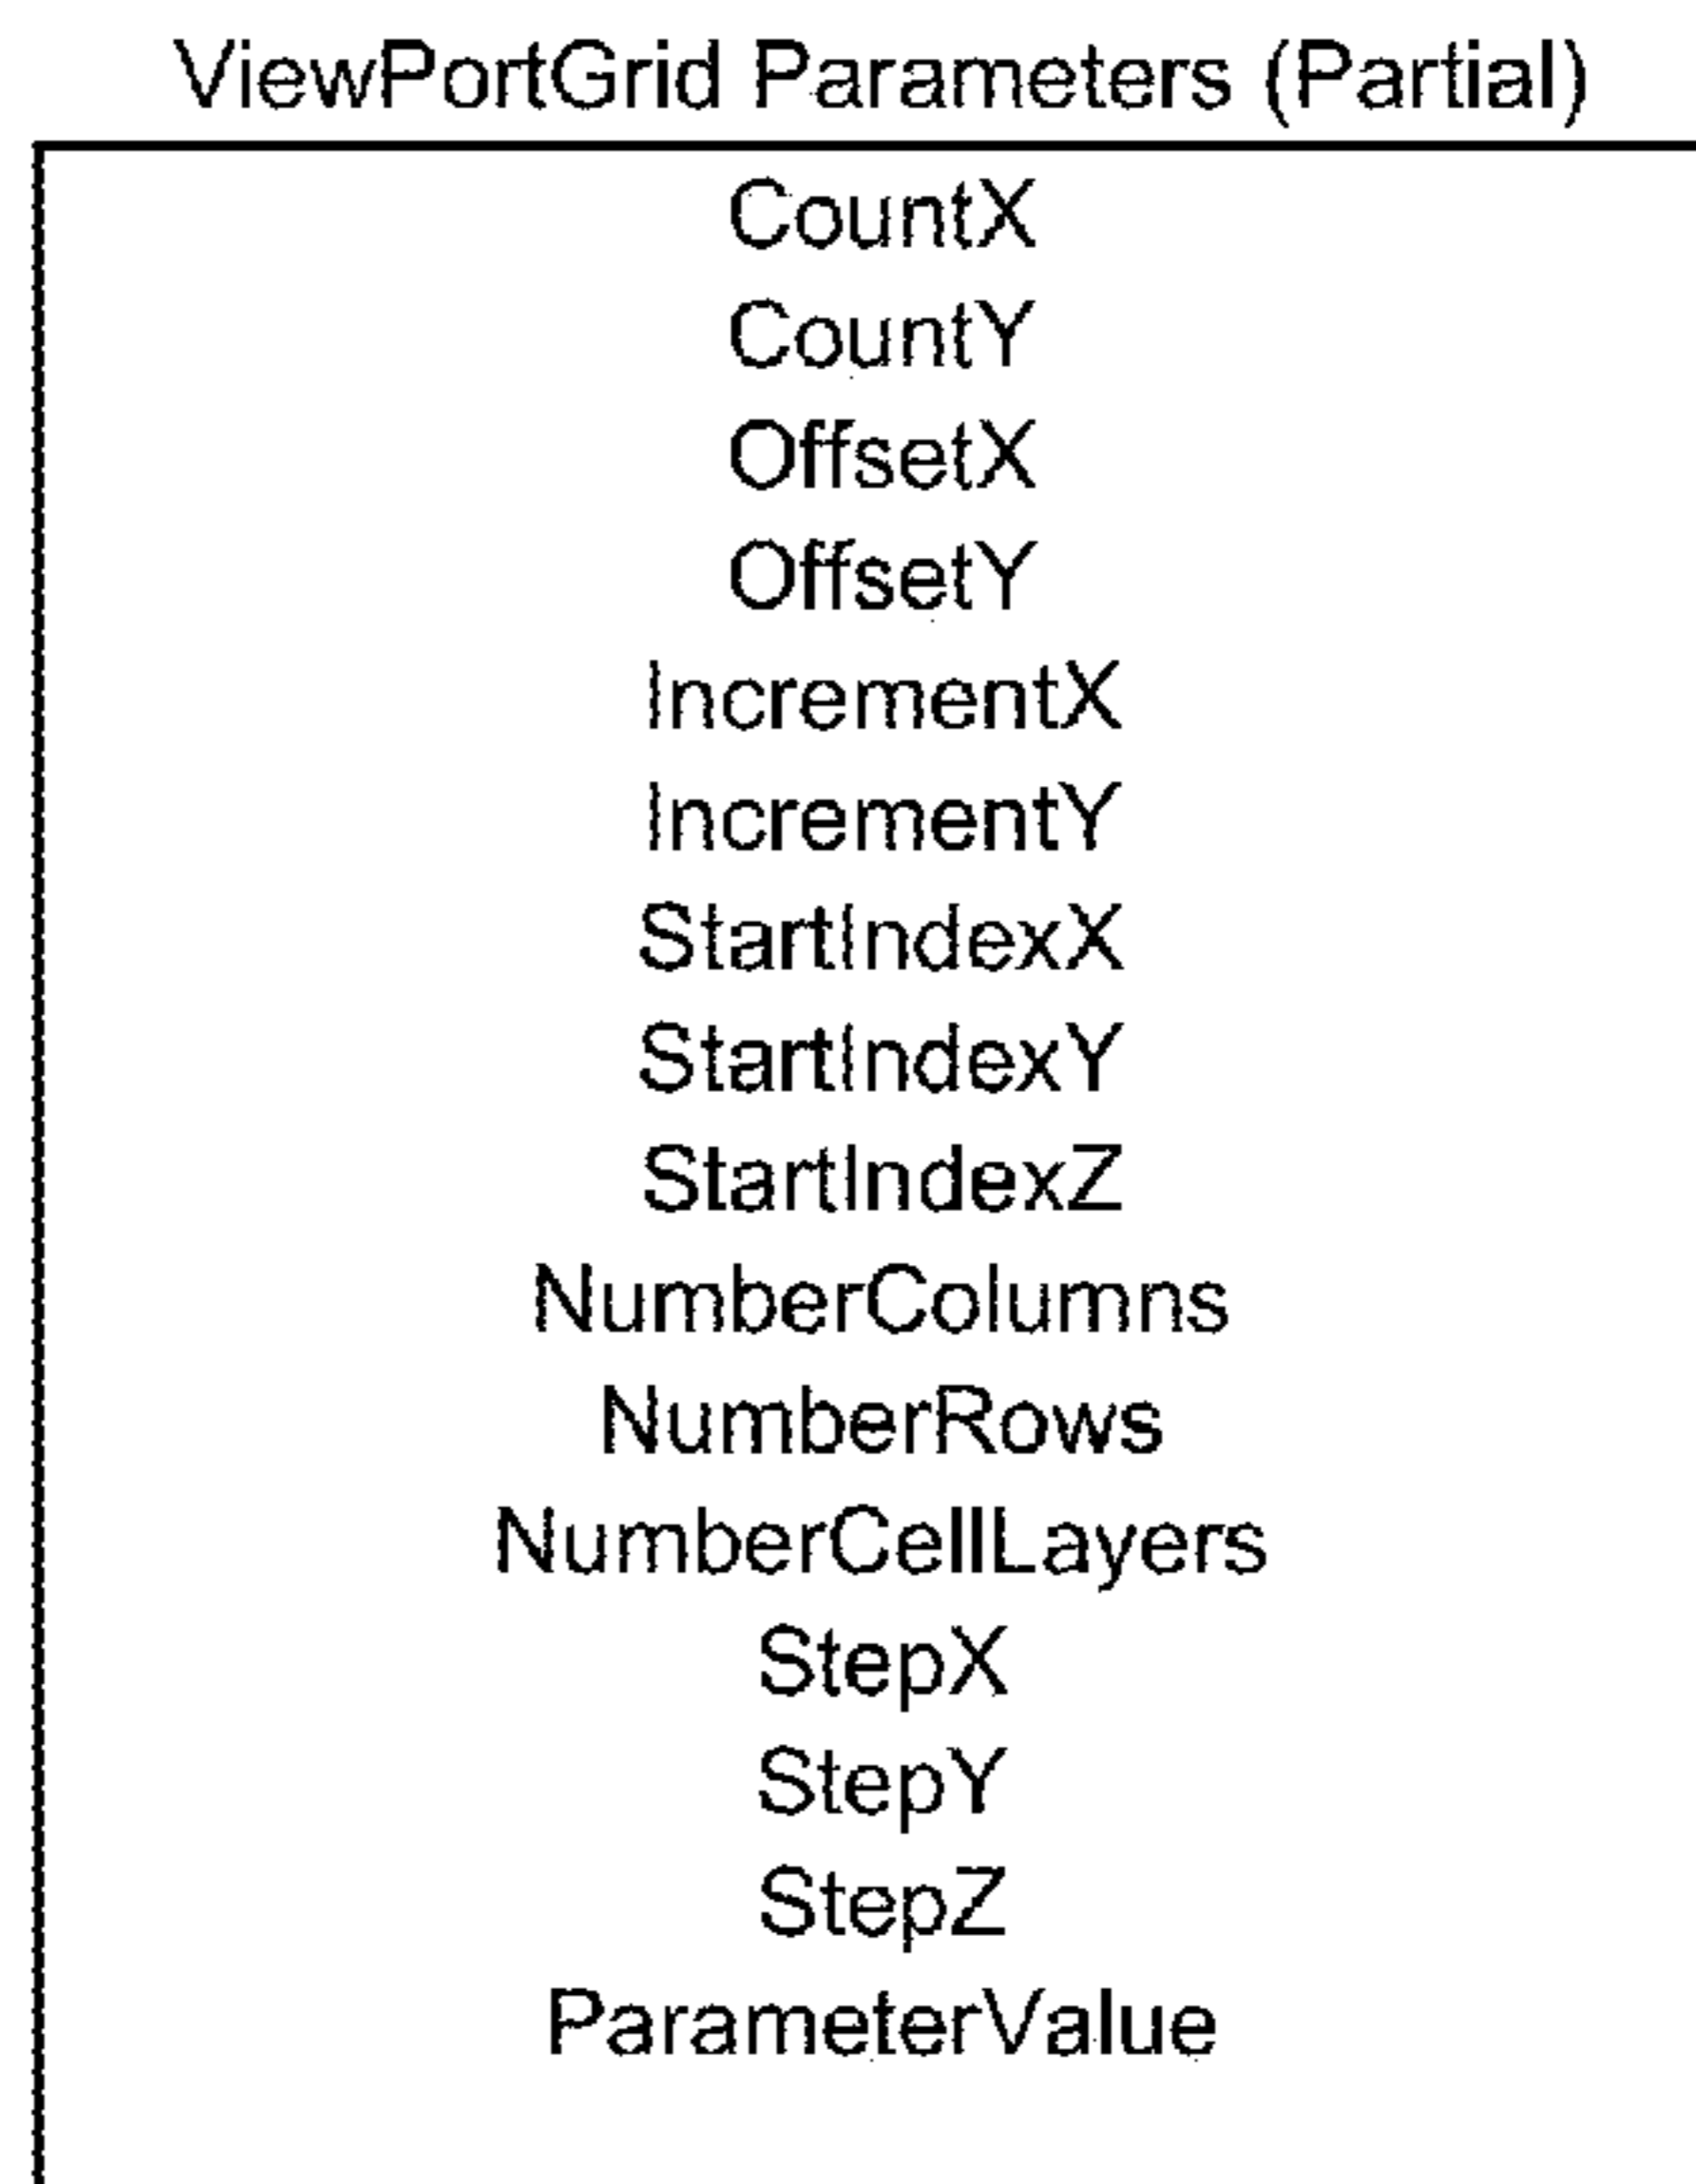 ViewPortGrid Parameters (Partial)
CountX
CountY
OffsetX
OffsetY
IncrementX
IncrementY
StartIndexX
StartIndexY
StartIndexZ
NumberColumns
NumberRows
NumberCellLayers
StepX
StepY
StepZ
ParameterValue